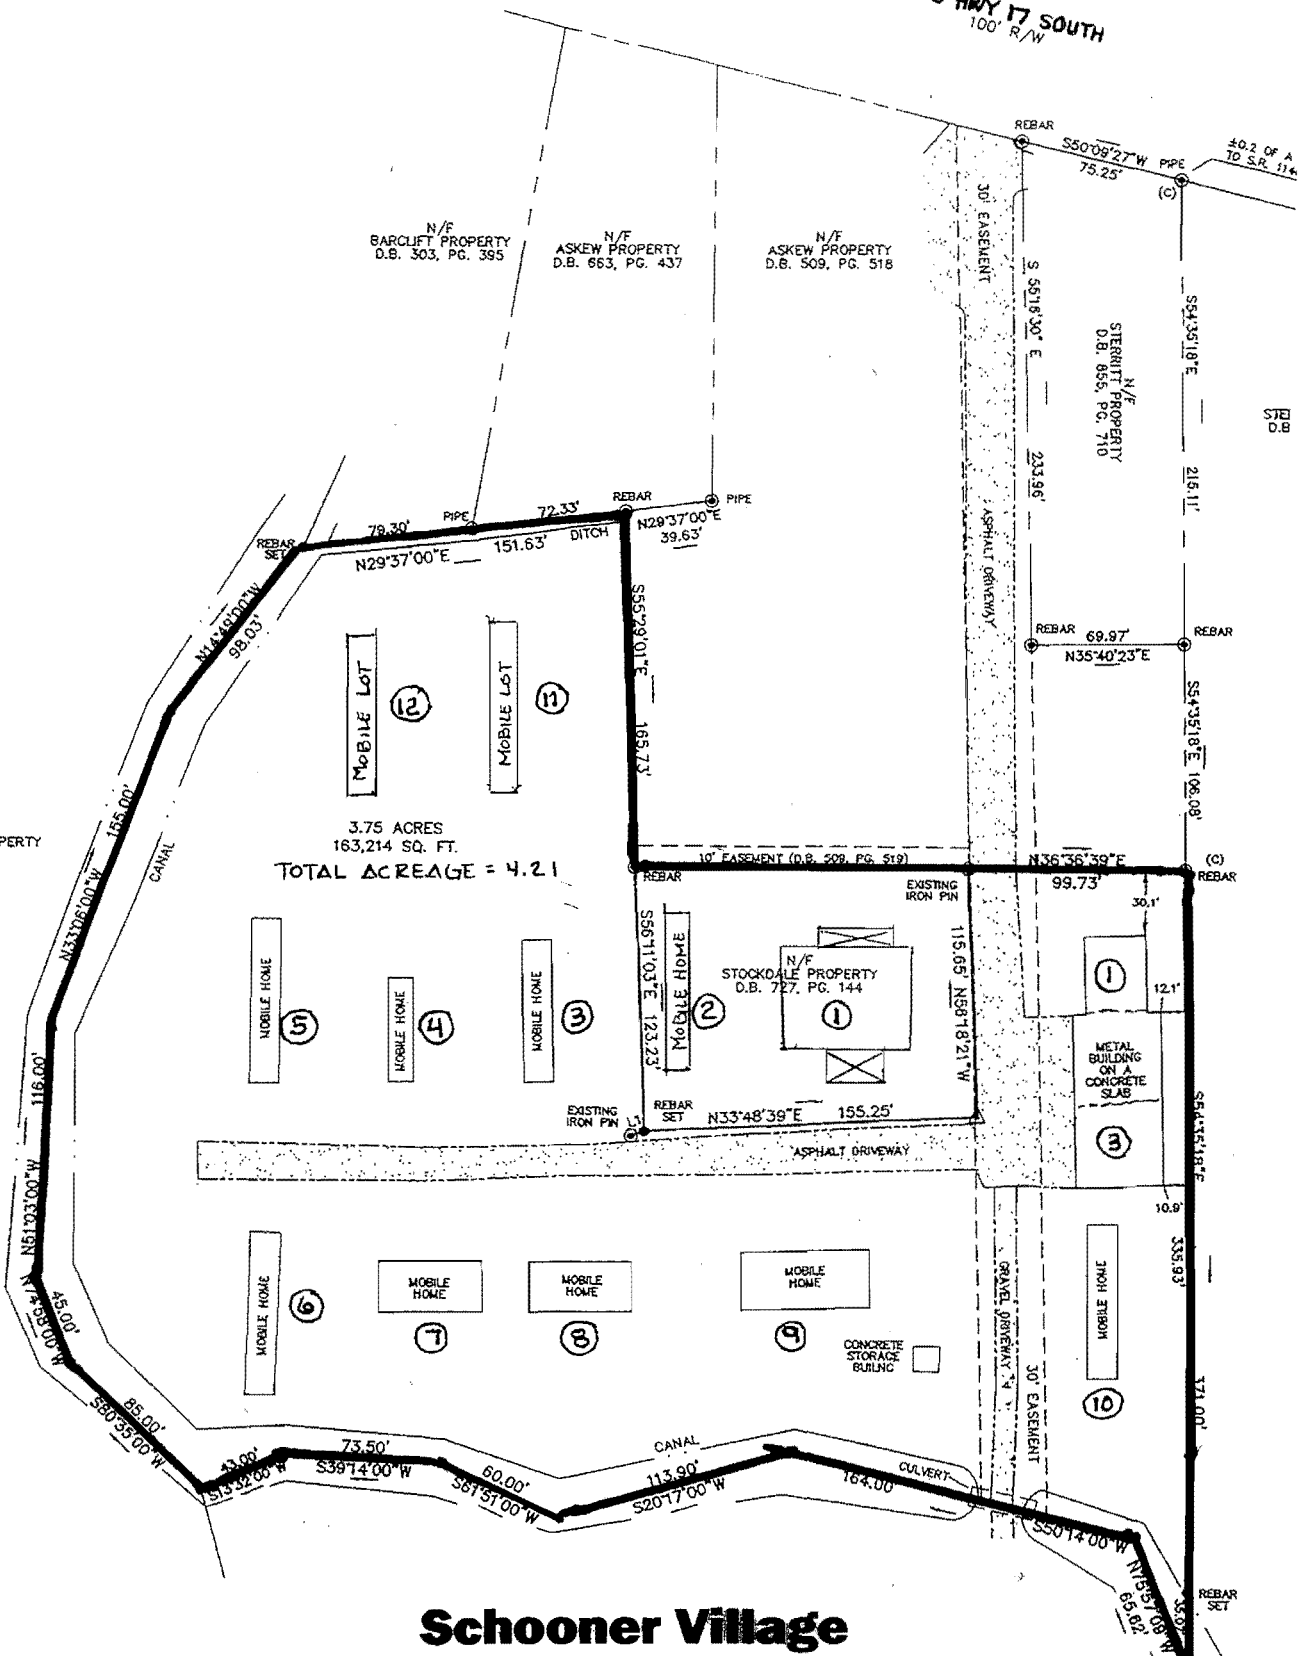 HWY 17 SOUTH
100' R/W
REBAR
S50°09'27"W
75.25'
PIPE
(C)
±0.2 OF A
TO S.R.
N/F
BARCLIFT PROPERTY
D.B. 303, PG. 395
N/F
ASKEW PROPERTY
D.B. 663, PG. 437
N/F
ASKEW PROPERTY
D.B. 509, PG. 518
30' EASEMENT
S 55°16'30" E
233.96'
N/F
STERRITT PROPERTY
D.B. 855, PG. 710
S54°35'18"E
215.11'
D.B
ASPHALT DRIVEWAY
REBAR
SET
79.30'
PIPE
72.33'
REBAR
PIPE
N29°37'00"E
151.63'
DITCH
N29°37'00"E
39.63'
N14°49'00"W
98.03'
S55°29'01"E
165.73'
REBAR
69.97'
REBAR
N35°40'23"E
S54°35'18"E
106.08'
MOBILE LOT
12
MOBILE LOT
11
155.00'
N33°06'00"W
CANAL
PERTY
3.75 ACRES
163,214 SQ. FT.
TOTAL ACREAGE = 4.21
10' EASEMENT (D.B. 509, PG. 519)
N36°36'39"E
99.73'
(C)
REBAR
REBAR
EXISTING
IRON PIN
30.1'
MOBILE HOME
5
MOBILE HOME
4
MOBILE HOME
3
S56°11'03"E
123.23'
MOBILE HOME
2
N/F
STOCKDALE PROPERTY
D.B. 727, PG. 144
1
115.65'
N56°18'21"W
1
12.1'
METAL
BUILDING
ON A
CONCRETE
SLAB
3
116.00'
N51°03'00"W
EXISTING
IRON PIN
REBAR
SET
N33°48'39"E
155.25'
ASPHALT DRIVEWAY
S54°35'18"E
335.93'
10.9'
MOBILE HOME
6
MOBILE
HOME
7
MOBILE
HOME
8
MOBILE
HOME
9
CONCRETE
STORAGE
BUILNG
GRAVEL DRIVEWAY
30' EASEMENT
MOBILE HOME
10
371.00'
45.00'
85.00'
S80°35'00"W
43.00'
S13°32'00"W
73.50'
S39°14'00"W
60.00'
S61°51'00"W
CANAL
113.90'
S20°17'00"W
164.00'
CULVERT
S50°14'00"W
65.62'
REBAR
SET
Schooner Village